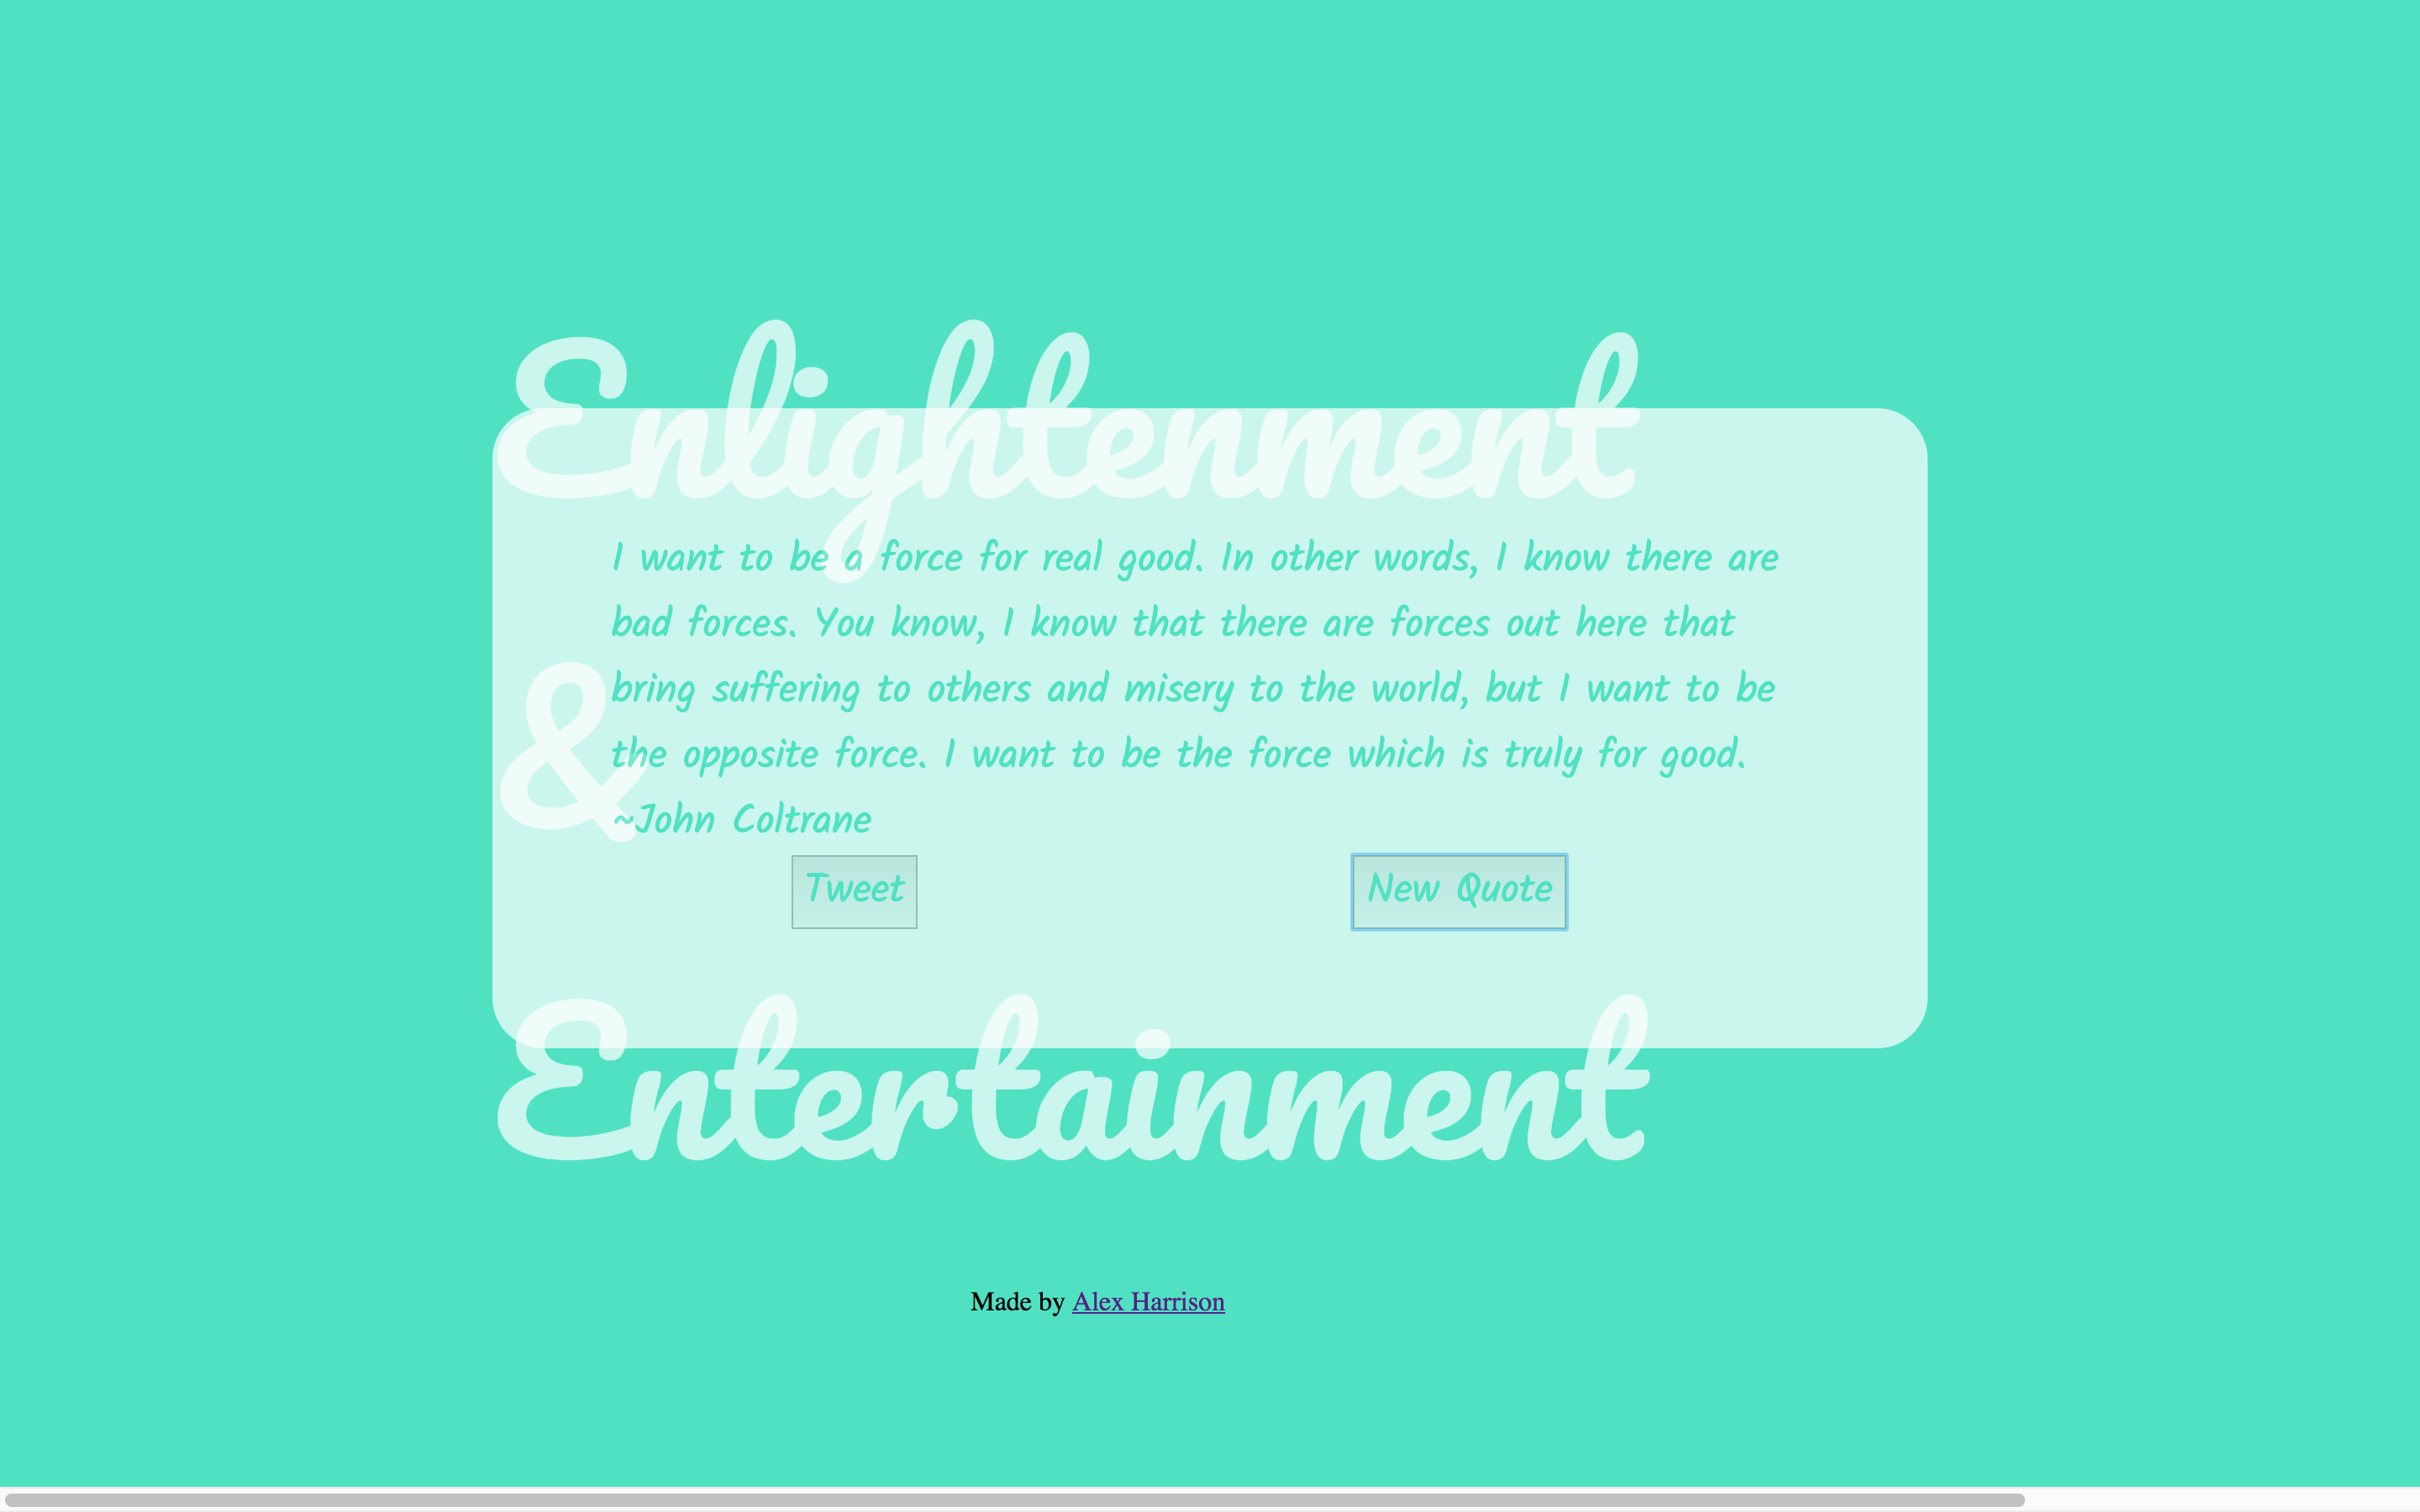 Enlightenment
I want to be a force for real good. In other words, I know there are
bad forces. You know, I know that there are forces out here that
bring suffering to others and misery to the world, but I want to be
&
the opposite force. I want to be the force which is truly for good.
~John Coltrane
Tweet
New Quote
Entertainment
Made by Alex Harrison